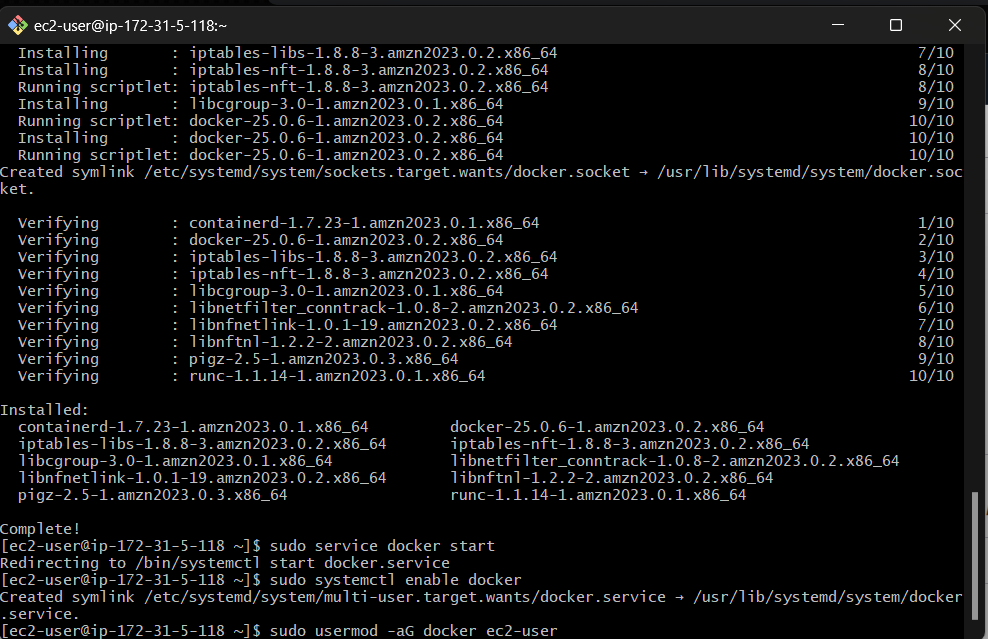 ec2-user@ip-172-31-5-118:~
  Installing       : iptables-libs-1.8.8-3.amzn2023.0.2.x86_64                                        7/10
  Installing       : iptables-nft-1.8.8-3.amzn2023.0.2.x86_64                                         8/10
  Running scriptlet: iptables-nft-1.8.8-3.amzn2023.0.2.x86_64                                         8/10
  Installing       : libcgroup-3.0-1.amzn2023.0.1.x86_64                                              9/10
  Running scriptlet: docker-25.0.6-1.amzn2023.0.2.x86_64                                             10/10
  Installing       : docker-25.0.6-1.amzn2023.0.2.x86_64                                             10/10
  Running scriptlet: docker-25.0.6-1.amzn2023.0.2.x86_64                                             10/10
Created symlink /etc/systemd/system/sockets.target.wants/docker.socket → /usr/lib/systemd/system/docker.soc
ket.
  Verifying        : containerd-1.7.23-1.amzn2023.0.1.x86_64                                          1/10
  Verifying        : docker-25.0.6-1.amzn2023.0.2.x86_64                                              2/10
  Verifying        : iptables-libs-1.8.8-3.amzn2023.0.2.x86_64                                        3/10
  Verifying        : iptables-nft-1.8.8-3.amzn2023.0.2.x86_64                                         4/10
  Verifying        : libcgroup-3.0-1.amzn2023.0.1.x86_64                                              5/10
  Verifying        : libnetfilter_conntrack-1.0.8-2.amzn2023.0.2.x86_64                               6/10
  Verifying        : libnfnetlink-1.0.1-19.amzn2023.0.2.x86_64                                        7/10
  Verifying        : libnftnl-1.2.2-2.amzn2023.0.2.x86_64                                             8/10
  Verifying        : pigz-2.5-1.amzn2023.0.3.x86_64                                                   9/10
  Verifying        : runc-1.1.14-1.amzn2023.0.1.x86_64                                               10/10
Installed:
  containerd-1.7.23-1.amzn2023.0.1.x86_64         docker-25.0.6-1.amzn2023.0.2.x86_64
  iptables-libs-1.8.8-3.amzn2023.0.2.x86_64       iptables-nft-1.8.8-3.amzn2023.0.2.x86_64
  libcgroup-3.0-1.amzn2023.0.1.x86_64             libnetfilter_conntrack-1.0.8-2.amzn2023.0.2.x86_64
  libnfnetlink-1.0.1-19.amzn2023.0.2.x86_64       libnftnl-1.2.2-2.amzn2023.0.2.x86_64
  pigz-2.5-1.amzn2023.0.3.x86_64                  runc-1.1.14-1.amzn2023.0.1.x86_64
Complete!
[ec2-user@ip-172-31-5-118 ~]$ sudo service docker start
Redirecting to /bin/systemctl start docker.service
[ec2-user@ip-172-31-5-118 ~]$ sudo systemctl enable docker
Created symlink /etc/systemd/system/multi-user.target.wants/docker.service → /usr/lib/systemd/system/docker
.service.
[ec2-user@ip-172-31-5-118 ~]$ sudo usermod -aG docker ec2-user